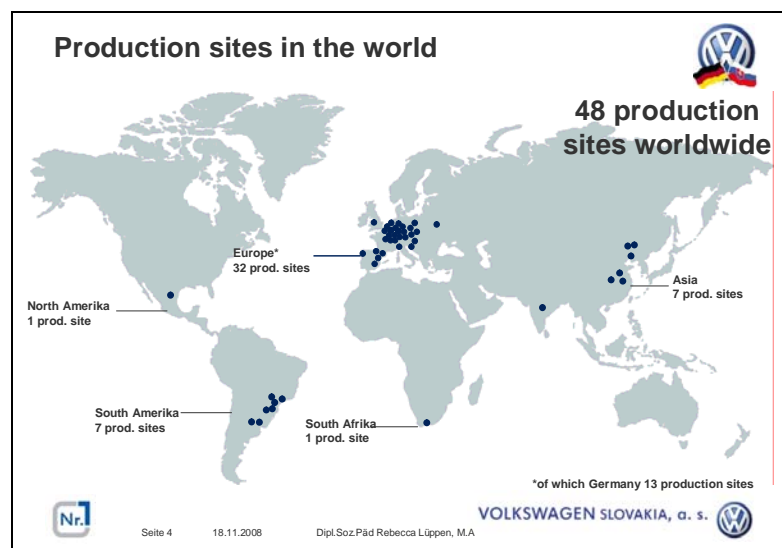 Production sites in the world
48 production
sites worldwide
Europe*
32 prod. sites
Asia
7 prod. sites
North Amerika
1 prod. site
South Amerika
7 prod. sites
South Afrika
1 prod. site
*of which Germany 13 production sites
Nr.1
Seite 4
18.11.2008
Dipl.Soz.Päd Rebecca Lüppen, M.A
VOLKSWAGEN SLOVAKIA, a. s.